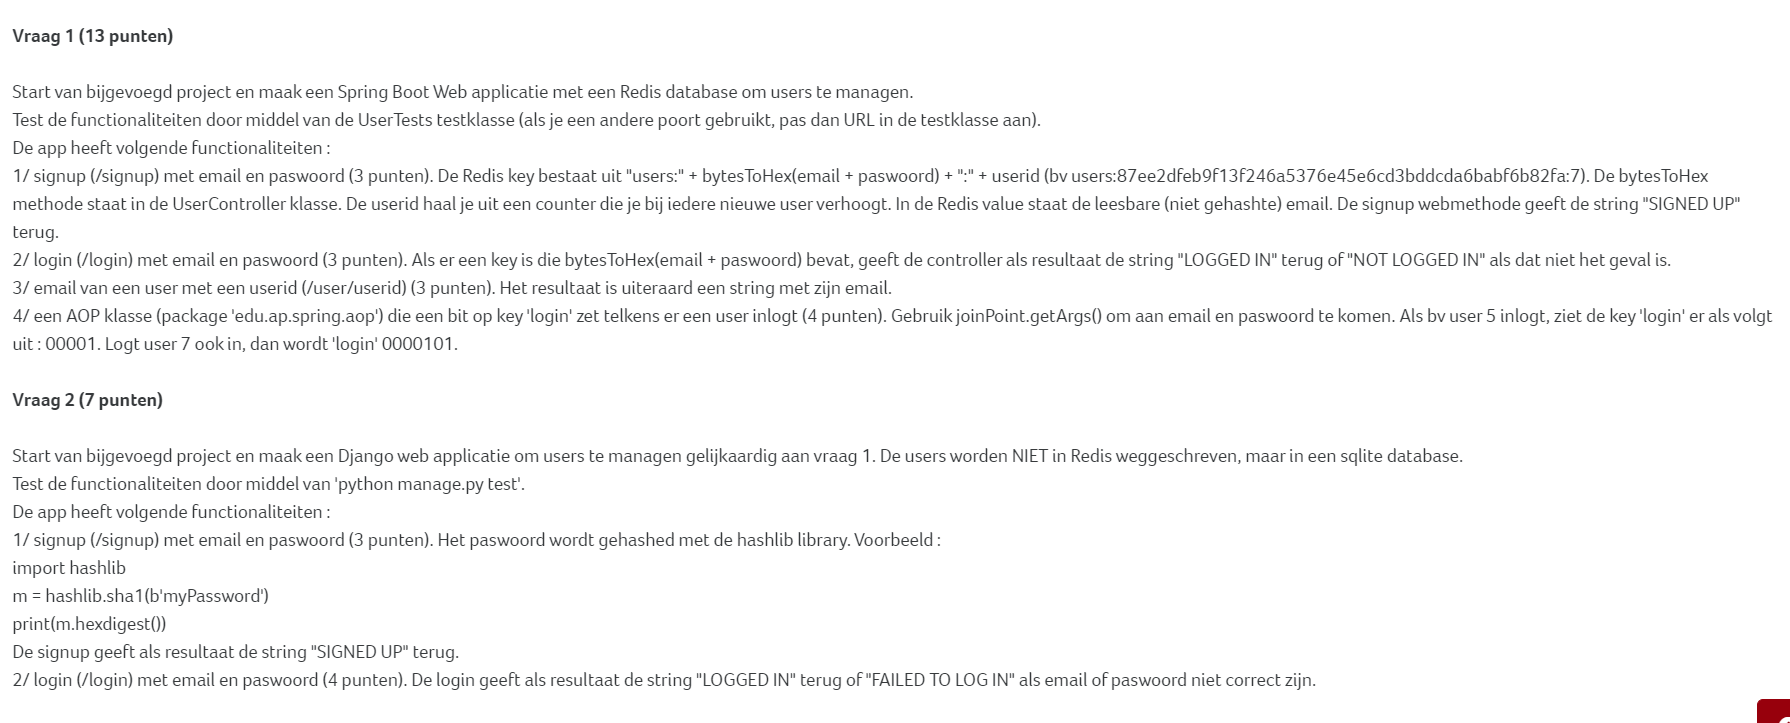 Vraag 1 (13 punten)
Start van bijgevoegd project en maak een Spring Boot Web applicatie met een Redis database om users te managen.
Test de functionaliteiten door middel van de UserTests testklasse (als je een andere poort gebruikt, pas dan URL in de testklasse aan).
De app heeft volgende functionaliteiten :
1/ signup (/signup) met email en paswoord (3 punten). De Redis key bestaat uit "users:" + bytesToHex(email + paswoord) + ":" + userid (bv users:87ee2dfeb9f13f246a5376e45e6cd3bddcda6babf6b82fa:7). De bytesToHex
methode staat in de UserController klasse. De userid haal je uit een counter die je bij iedere nieuwe user verhoogt. In de Redis value staat de leesbare (niet gehashte) email. De signup webmethode geeft de string "SIGNED UP"
terug.
2/ login (/login) met email en paswoord (3 punten). Als er een key is die bytesToHex(email + paswoord) bevat, geeft de controller als resultaat de string "LOGGED IN" terug of "NOT LOGGED IN" als dat niet het geval is.
3/ email van een user met een userid (/user/userid) (3 punten). Het resultaat is uiteraard een string met zijn email.
4/ een AOP klasse (package 'edu.ap.spring.aop') die een bit op key 'login' zet telkens er een user inlogt (4 punten). Gebruik joinPoint.getArgs() om aan email en paswoord te komen. Als bv user 5 inlogt, ziet de key 'login' er als volgt
uit : 00001. Logt user 7 ook in, dan wordt 'login' 0000101.
Vraag 2 (7 punten)
Start van bijgevoegd project en maak een Django web applicatie om users te managen gelijkaardig aan vraag 1. De users worden NIET in Redis weggeschreven, maar in een sqlite database.
Test de functionaliteiten door middel van 'python manage.py test'.
De app heeft volgende functionaliteiten :
1/ signup (/signup) met email en paswoord (3 punten). Het paswoord wordt gehashed met de hashlib library. Voorbeeld :
import hashlib
m = hashlib.sha1(b'myPassword')
print(m.hexdigest())
De signup geeft als resultaat de string "SIGNED UP" terug.
2/ login (/login) met email en paswoord (4 punten). De login geeft als resultaat de string "LOGGED IN" terug of "FAILED TO LOG IN" als email of paswoord niet correct zijn.